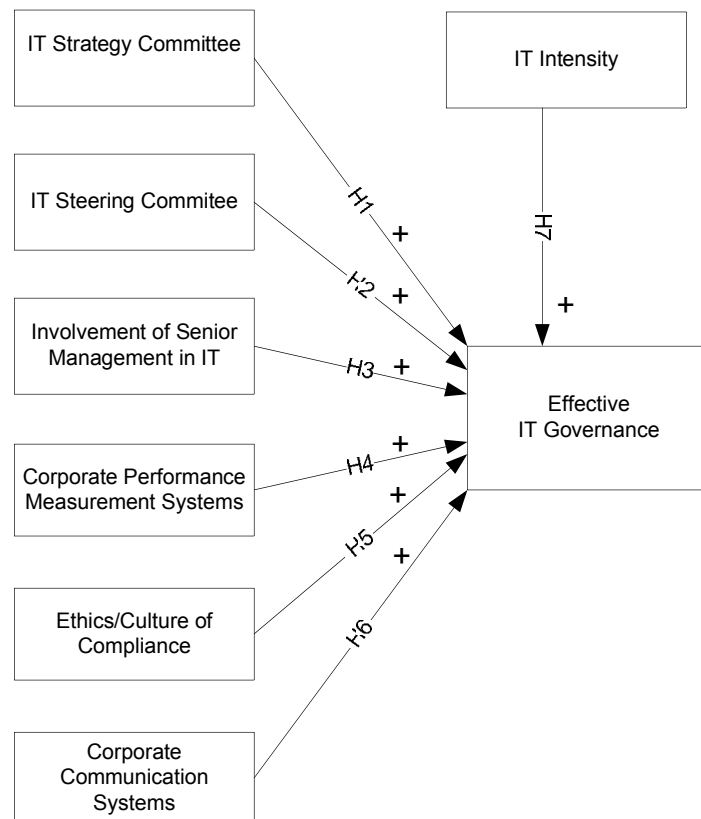 IT Strategy Committee
IT Intensity
H1
+
IT Steering Commitee
H2
+
H7
+
Involvement of Senior
Management in IT
H3
+
Effective
IT Governance
Corporate Performance
Measurement Systems
H4
+
Ethics/Culture of
Compliance
H5
+
Corporate
Communication
Systems
H6
+